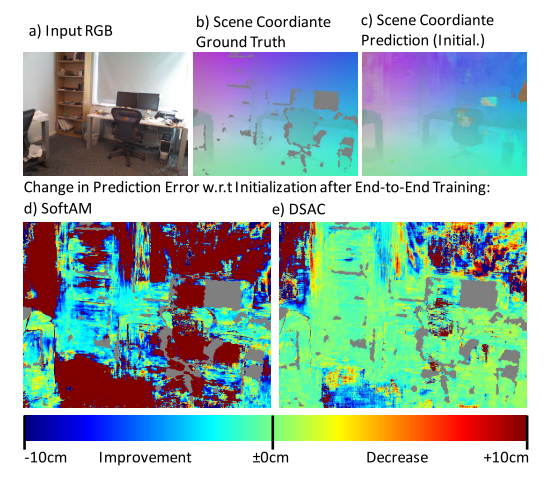 a) Input RGB
b) Scene Coordiante
Ground Truth
c) Scene Coordiante
Prediction (Initial.)
Change in Prediction Error w.r.t Initialization after End-to-End Training:
d) SoftAM
e) DSAC
-10cm Improvement ±0cm Decrease +10cm